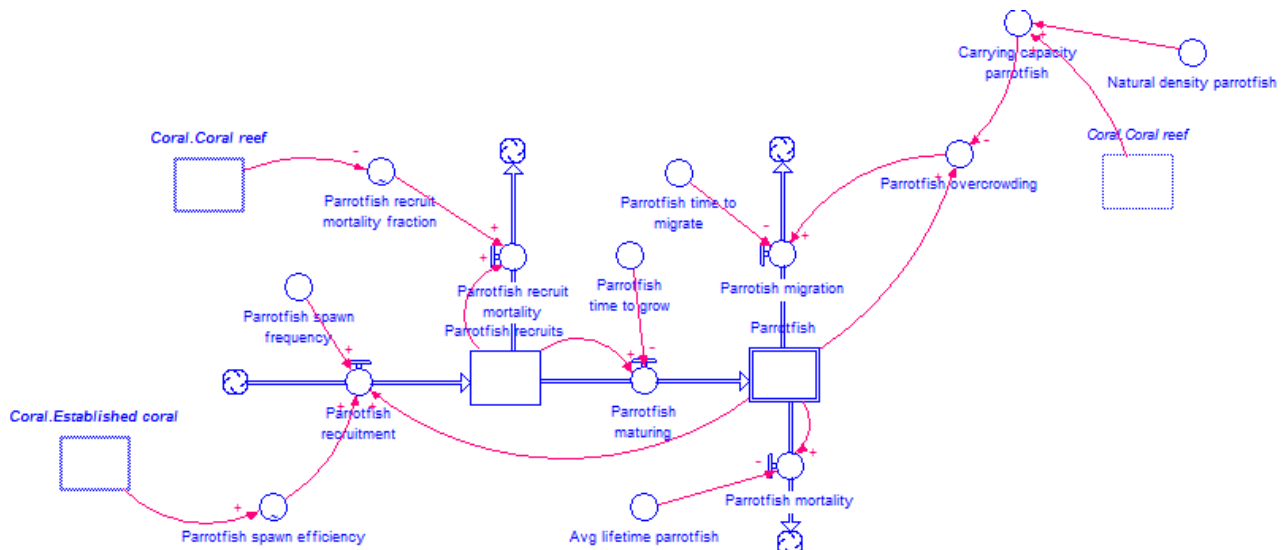 Carrying capacity
parrotfish
Natural density parrotfish
Coral.Coral reef
Coral.Coral reef
Parrotfish recruit
mortality fraction
Parrotfish time to
migrate
Parrotfish overcrowding
Parrotfish spawn
frequency
Parrotfish recruit
mortality
Parrotfish
time to grow
Parrotish migration
Parrotfish recruits
Parrotfish
Coral.Established coral
Parrotfish
recruitment
Parrotfish
maturing
Parrotfish spawn efficiency
Avg lifetime parrotfish
Parrotfish mortality